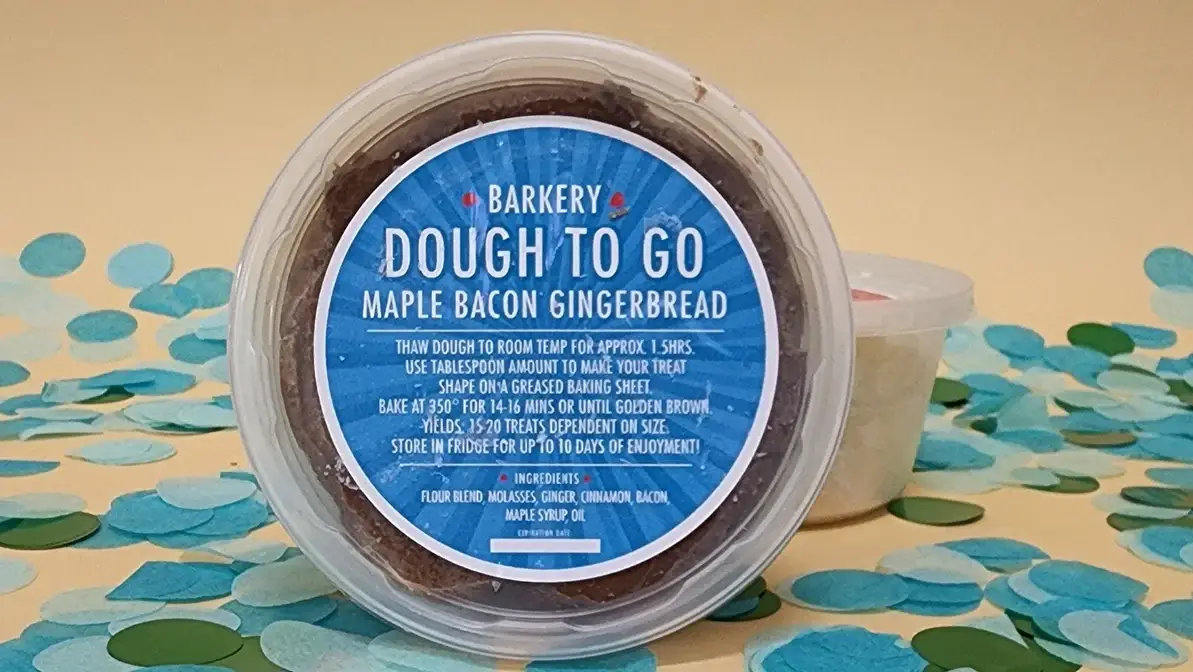 BARKERY
DOUGH TO GO
MAPLE BACON GINGERBREAD
THAW DOUGH TO ROOM TEMP FOR APPROX. 1.5HRS.
USE TABLESPOON AMOUNT TO MAKE YOUR TREAT
SHAPE ON A GREASED BAKING SHEET.
BAKE AT 350° FOR 14-16 MINS OR UNTIL GOLDEN BROWN.
YIELDS: 15-20 TREATS DEPENDENT ON SIZE.
STORE IN FRIDGE FOR UP TO 10 DAYS OF ENJOYMENT!
INGREDIENTS
FLOUR BLEND, MOLASSES, GINGER, CINNAMON, BACON,
MAPLE SYRUP, OIL
EXPIRATION DATE